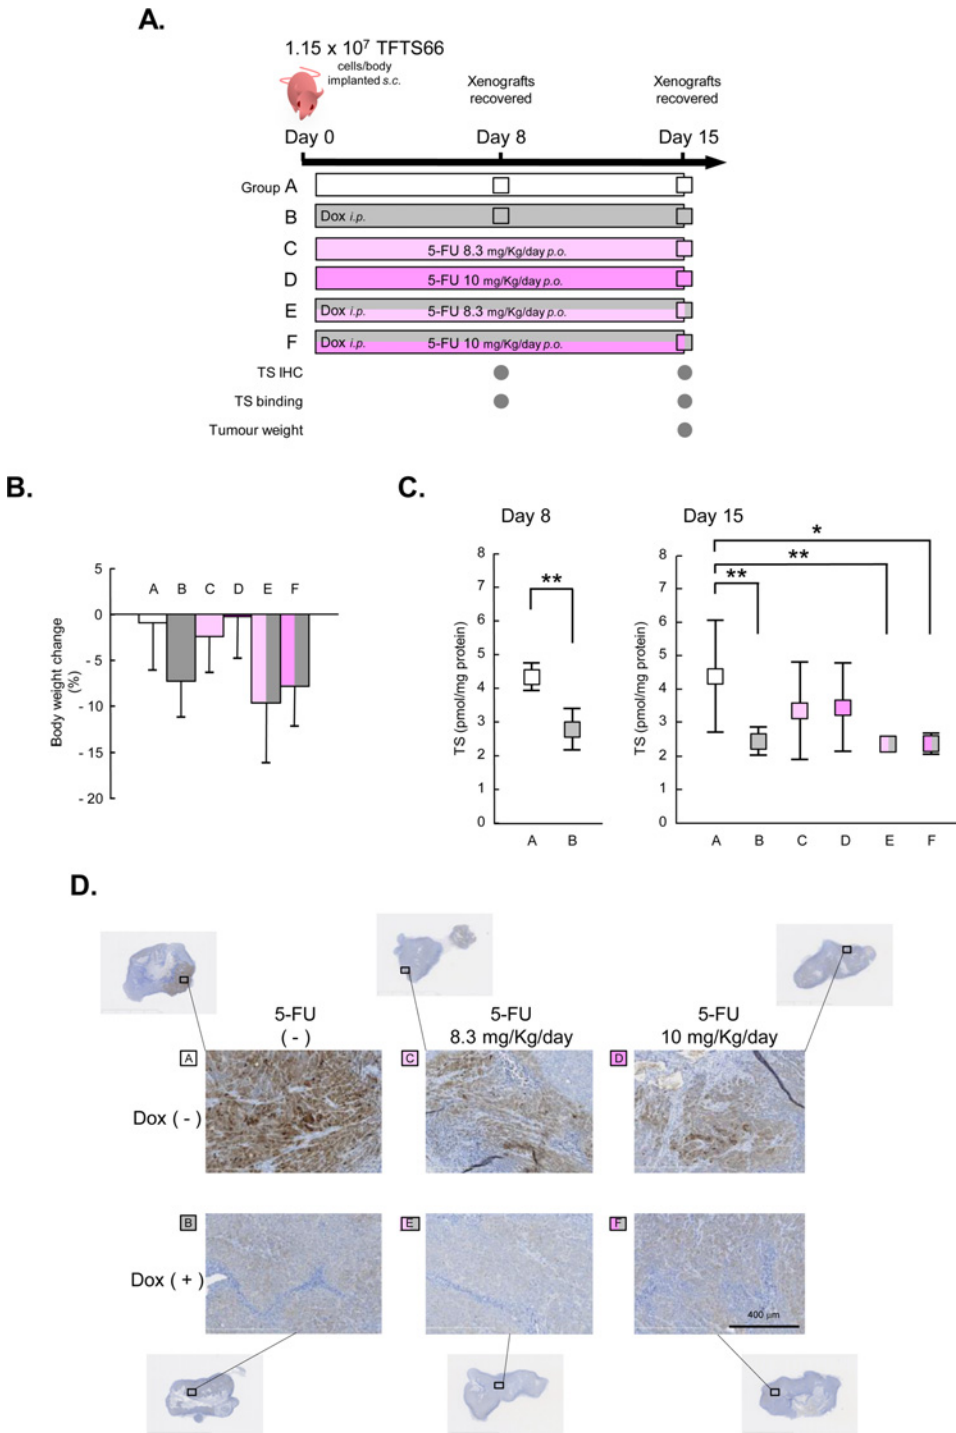 A.
1.15 x 10⁷ TFTS66
cells/body
implanted s.c.
Xenografts
recovered
Xenografts
recovered
Day 0
Day 8
Day 15
Group A
B
Dox i.p.
C
5-FU 8.3 mg/Kg/day p.o.
D
5-FU 10 mg/Kg/day p.o.
E
Dox i.p.
5-FU 8.3 mg/Kg/day p.o.
F
Dox i.p.
5-FU 10 mg/Kg/day p.o.
TS IHC
TS binding
Tumour weight
B.
Body weight change
(%)
5
0
- 5
- 10
- 15
- 20
A B C D E F
C.
Day 8
TS (pmol/mg protein)
8
7
6
5
4
3
2
1
0
**
A B
Day 15
TS (pmol/mg protein)
8
7
6
5
4
3
2
1
0
*
**
**
A B C D E F
D.
5-FU
( - )
5-FU
8.3 mg/Kg/day
5-FU
10 mg/Kg/day
A
C
D
Dox ( - )
B
E
F
Dox ( + )
400 μm